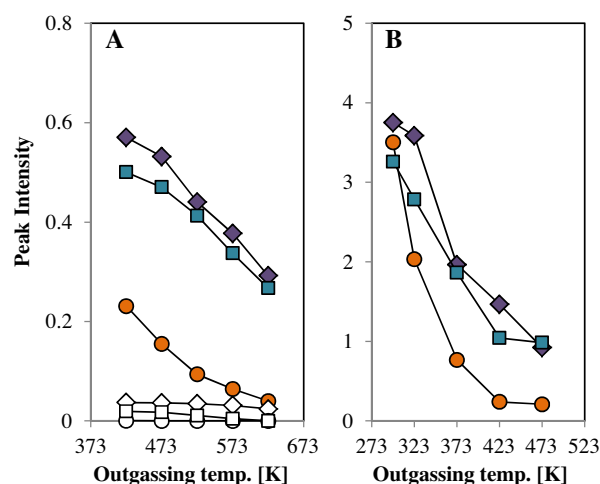 A
B
0.8
0.6
0.4
0.2
0
5
4
3
2
1
0
Peak Intensity
373 473 573 673
273 323 373 423 473 523
Outgassing temp. [K]
Outgassing temp. [K]